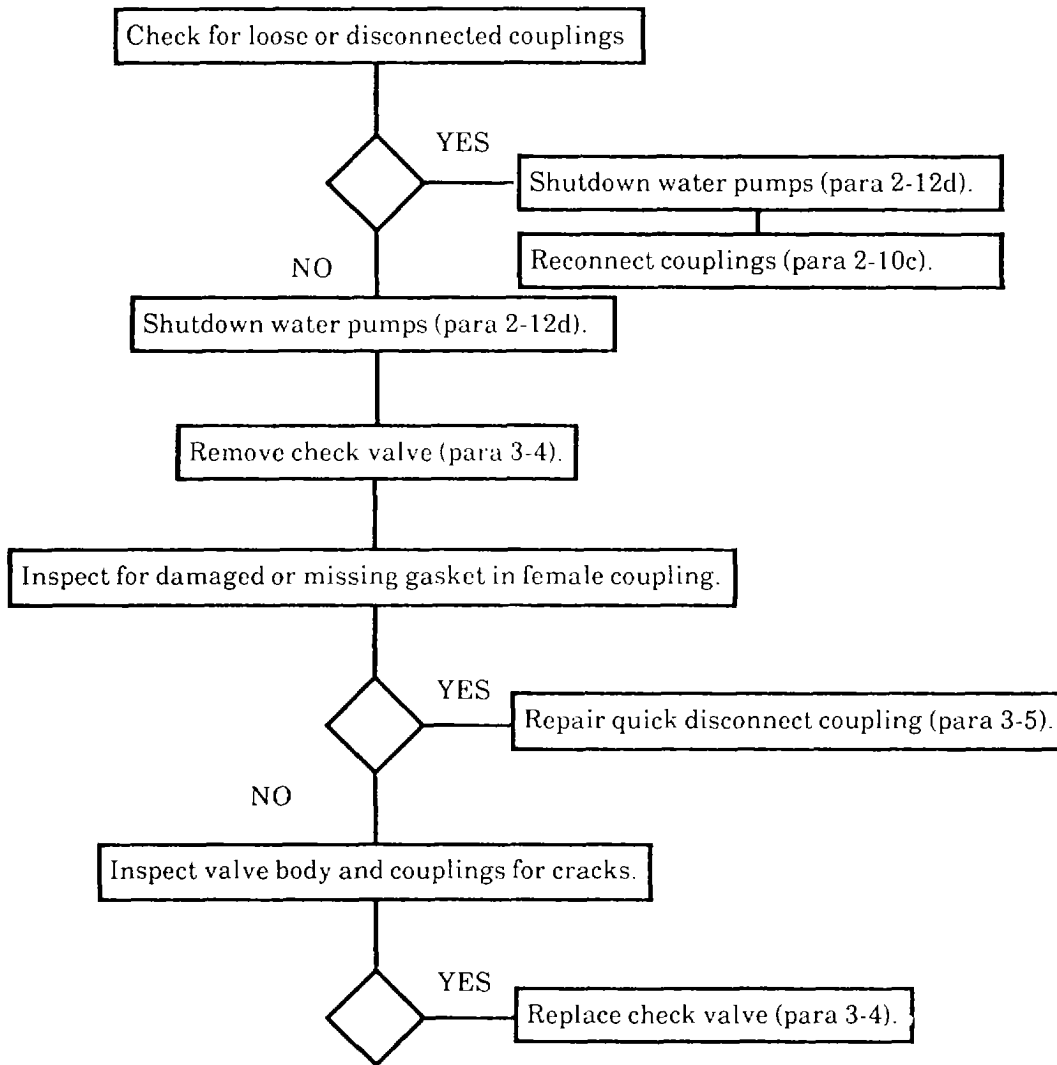 Check for loose or disconnected couplings
YES
Shutdown water pumps (para 2-12d).
Reconnect couplings (para 2-10c).
NO
Shutdown water pumps (para 2-12d).
Remove check valve (para 3-4).
Inspect for damaged or missing gasket in female coupling.
YES
Repair quick disconnect coupling (para 3-5).
NO
Inspect valve body and couplings for cracks.
YES
Replace check valve (para 3-4).